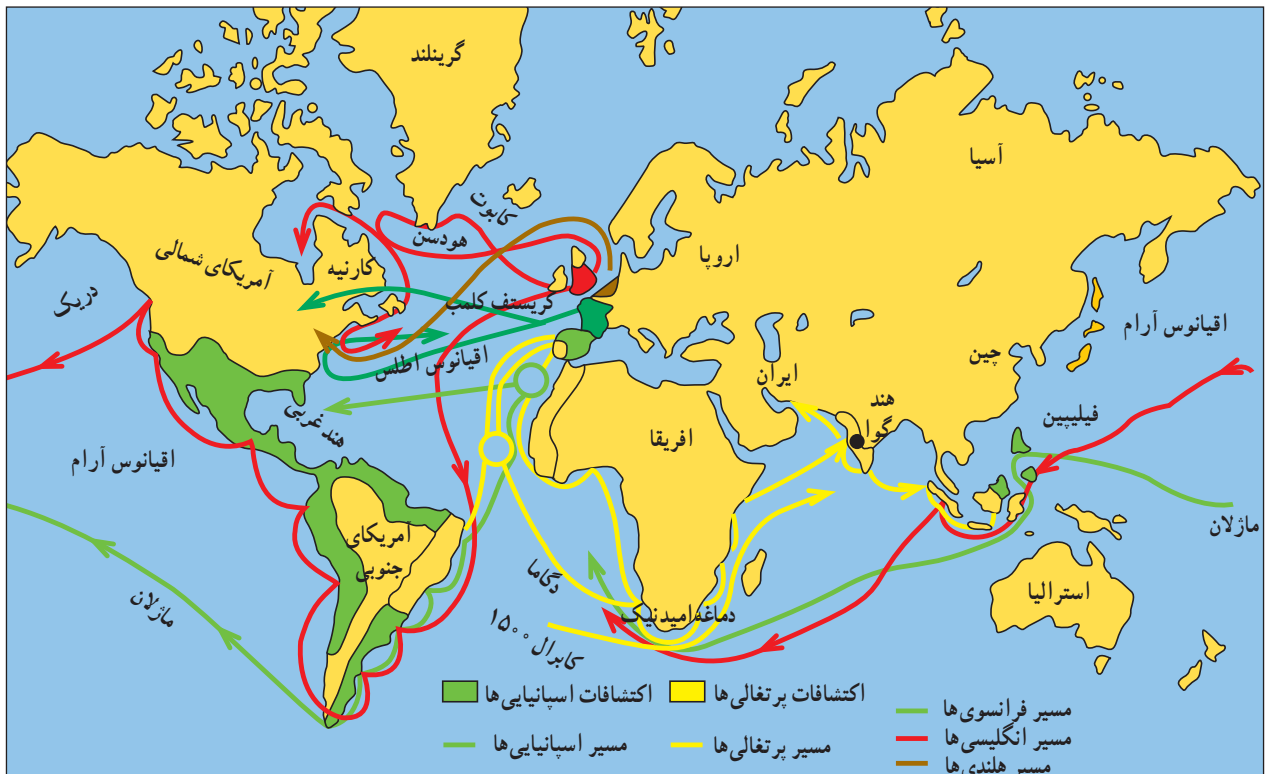 گرینلند
آسیا
کابوت
هودسن
اروپا
کارتیه
آمریکای شمالی
دریک
کریستف کلمب
اقیانوس آرام
چین
اقیانوس اطلس
ایران
هند
گوا
فیلیپین
هند غربی
افریقا
اقیانوس آرام
ماژلان
آمریکای
جنوبی
دگاما
استرالیا
دماغه امیدنیک
ماژلان
کابرال ۱۵۰۰
اکتشافات پرتغالی‌ها
اکتشافات اسپانیایی‌ها
مسیر فرانسوی‌ها
مسیر انگلیسی‌ها
مسیر هلندی‌ها
مسیر پرتغالی‌ها
مسیر اسپانیایی‌ها